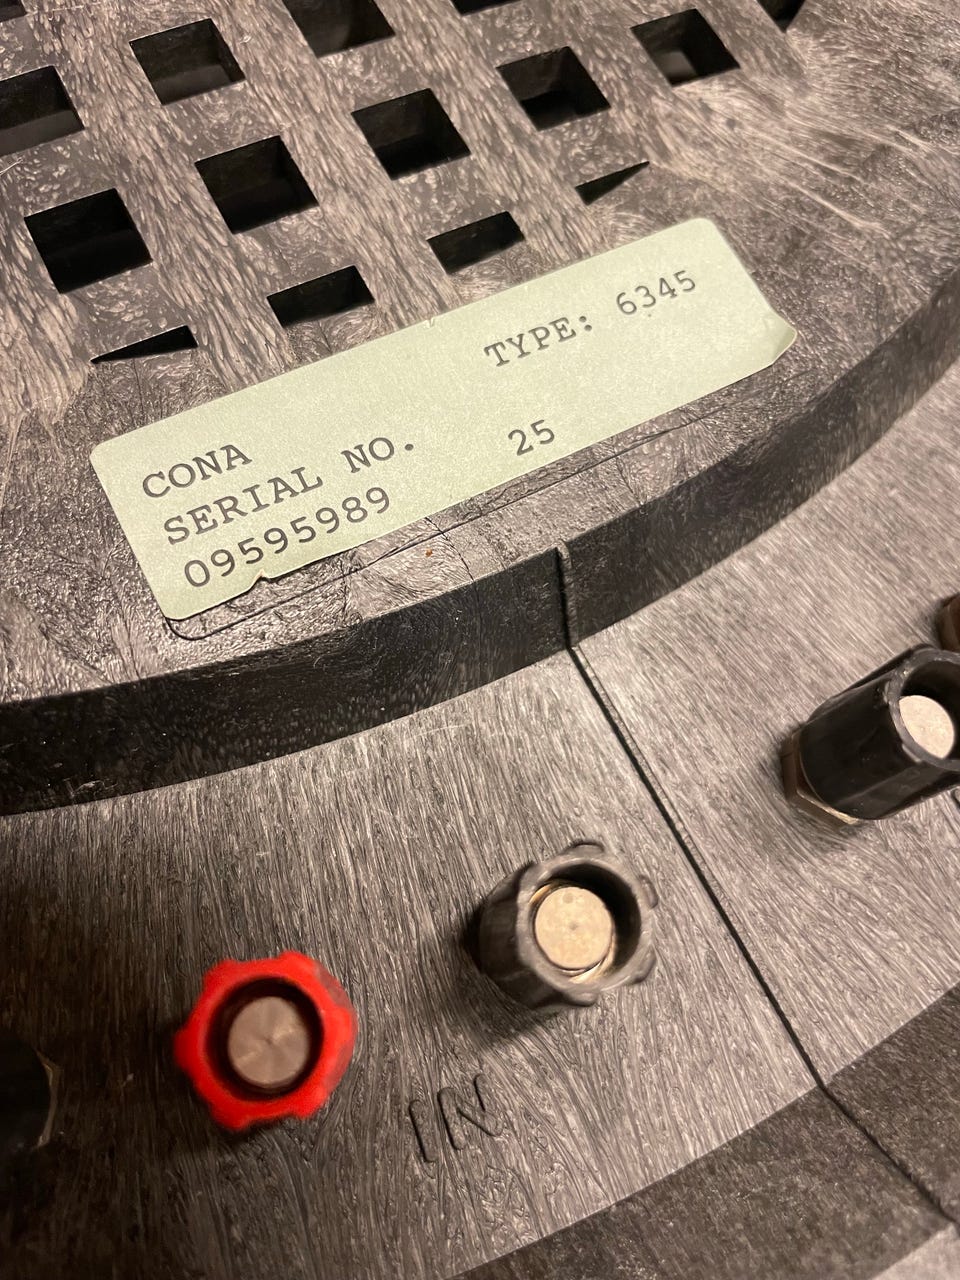 TYPE: 6345
CONA
SERIAL NO. 25
09595989
IN